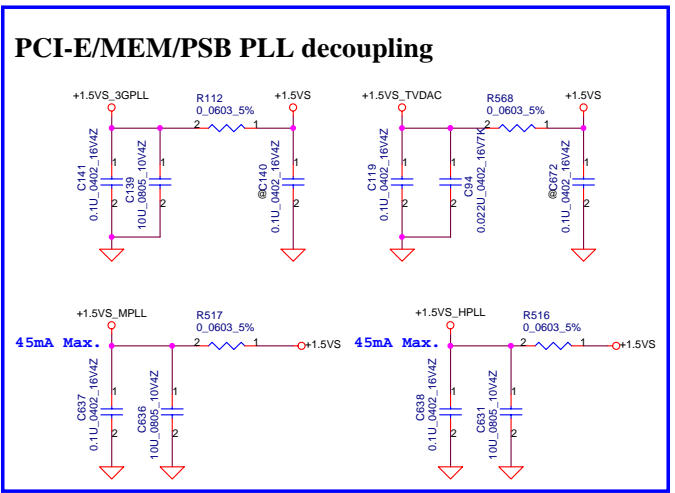 PCI-E/MEM/PSB PLL decoupling
+1.5VS_3GPLL
R112
0_0603_5%
+1.5VS
2
1
C141
0.1U_0402_16V4Z
1
2
C139
10U_0805_10V4Z
1
2
@C140
0.1U_0402_16V4Z
1
2
+1.5VS_TVDAC
R568
0_0603_5%
+1.5VS
2
1
C119
0.1U_0402_16V4Z
1
2
C94
0.022U_0402_16V7K
1
2
@C672
0.1U_0402_16V4Z
1
2
+1.5VS_MPLL
R517
0_0603_5%
45mA Max.
2
1
+1.5VS
C637
0.1U_0402_16V4Z
1
2
C636
10U_0805_10V4Z
1
2
+1.5VS_HPLL
R516
0_0603_5%
45mA Max.
2
1
+1.5VS
C638
0.1U_0402_16V4Z
1
2
C631
10U_0805_10V4Z
1
2